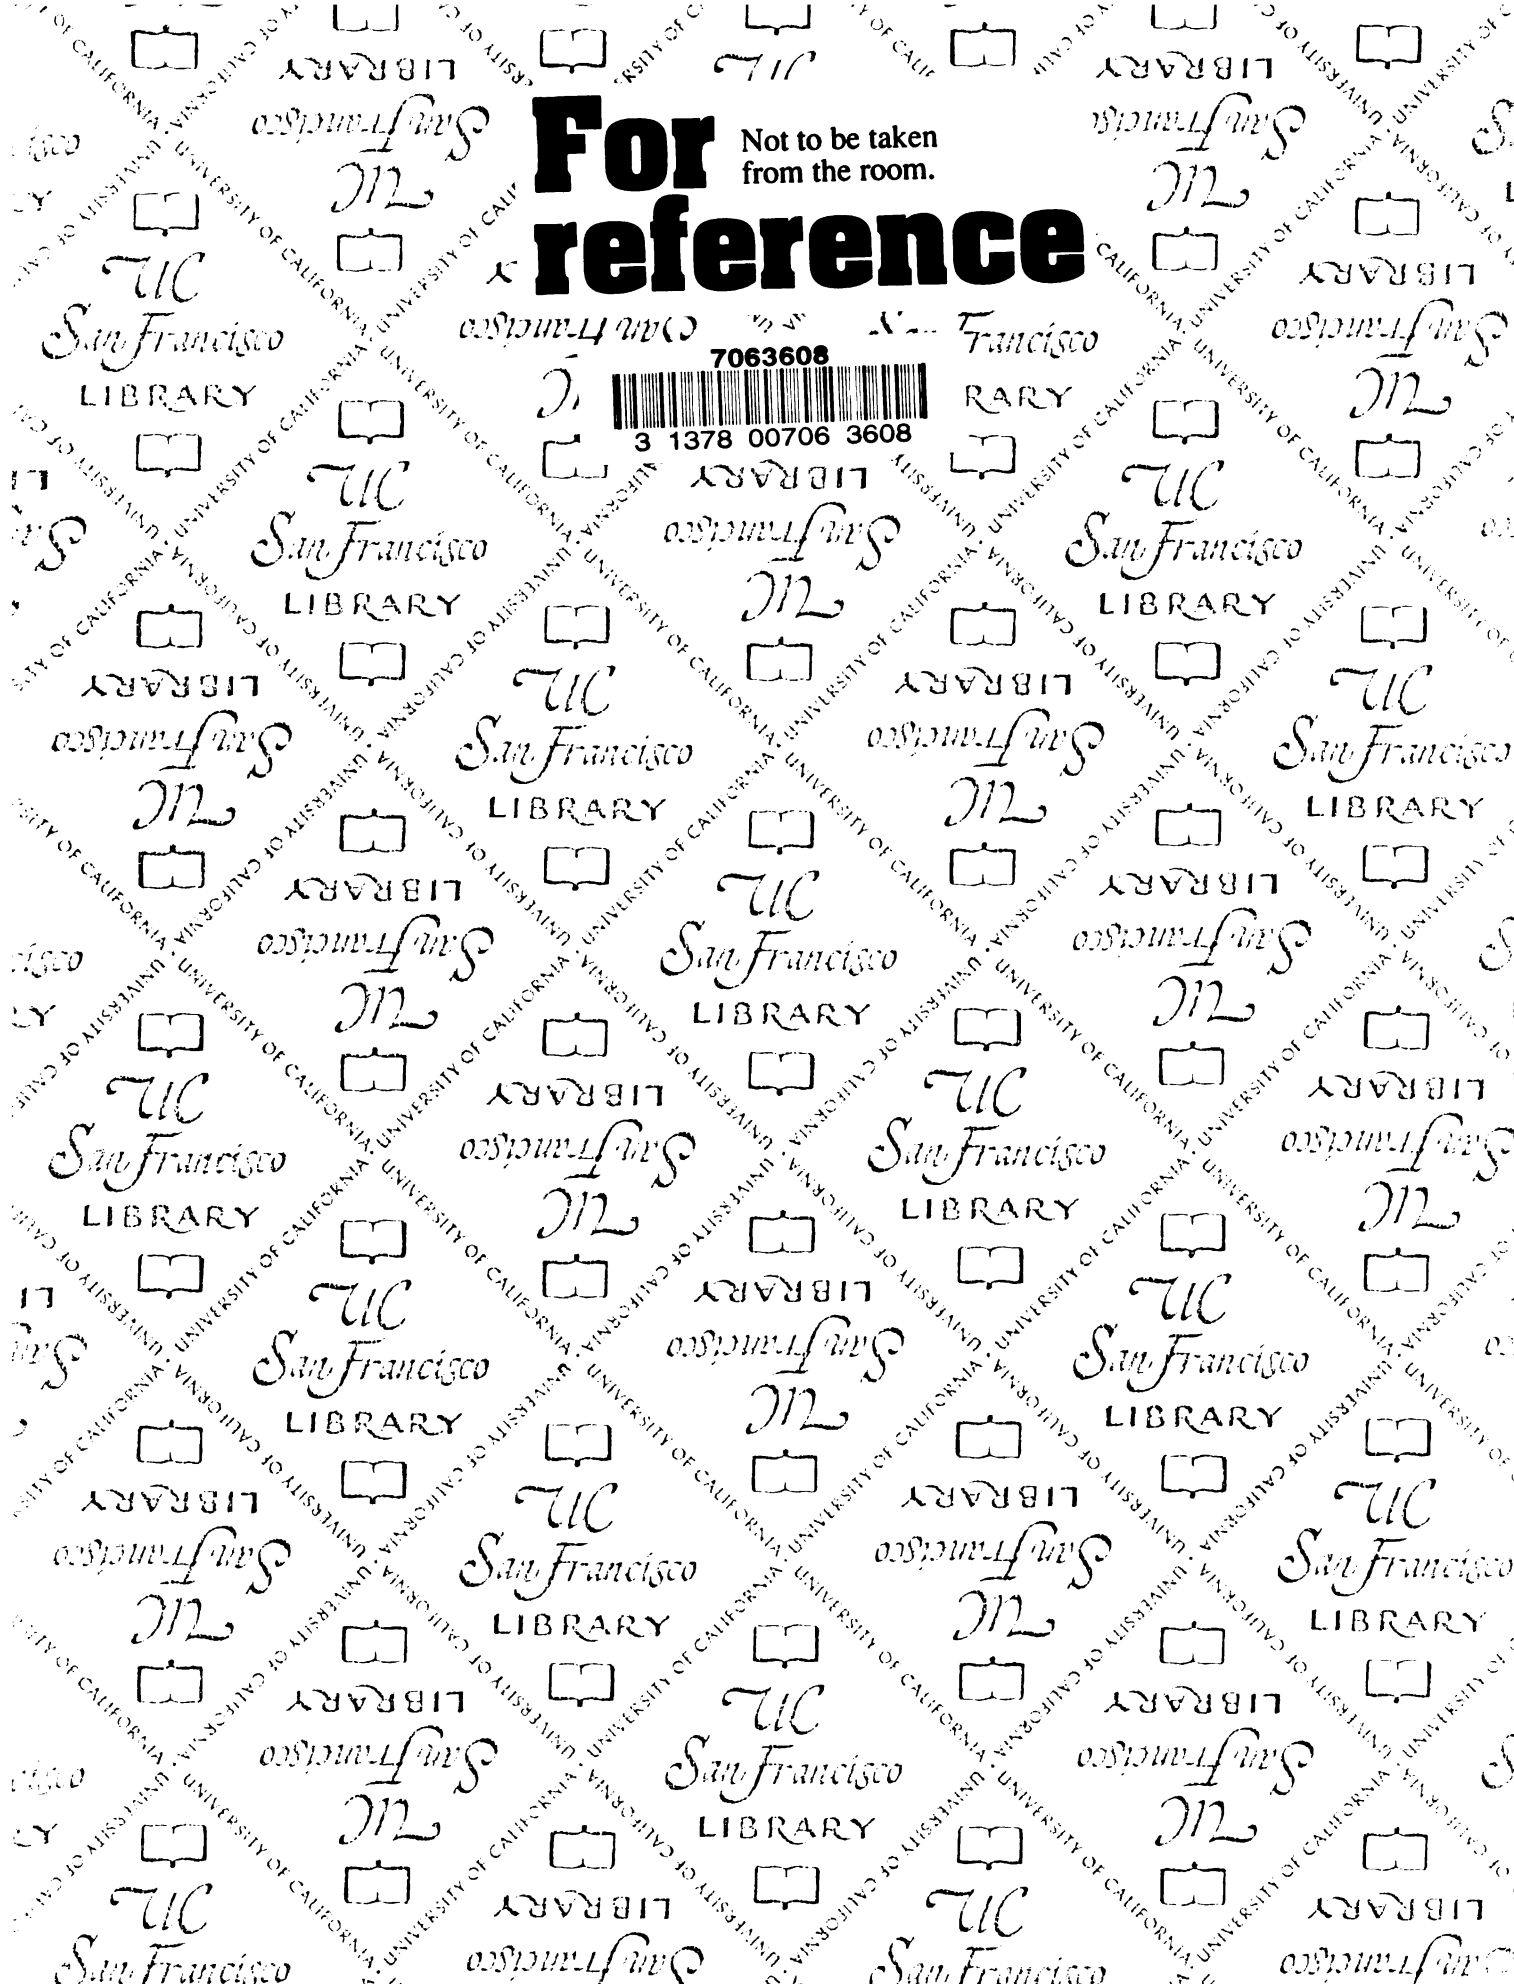 For
Not to be taken
from the room.
reference
7063608
3 1378 00706 3608
UC
San Francisco
LIBRARY
UNIVERSITY OF CALIFORNIA